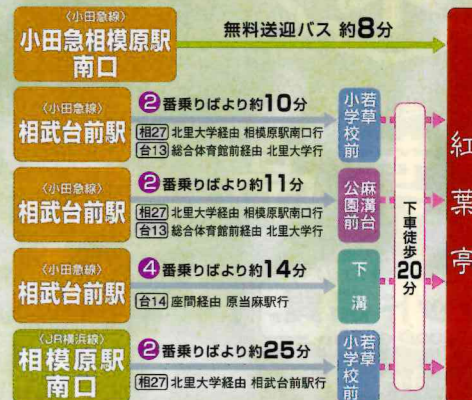 〈小田急線〉
小田急相模原駅
南口
無料送迎バス 約8分
〈小田急線〉
相武台前駅
②番乗りばより約10分
相27 北里大学経由 相模原駅南口行
台13 総合体育館前経由 北里大学行
若草
小学校前
〈小田急線〉
相武台前駅
②番乗りばより約11分
相27 北里大学経由 相模原駅南口行
台13 総合体育館前経由 北里大学行
麻溝台
公園前
〈小田急線〉
相武台前駅
④番乗りばより約14分
台14 座間経由 原当麻駅行
下溝
〈JR横浜線〉
相模原駅
南口
②番乗りばより約25分
相27 北里大学経由 相武台前駅行
若草
小学校前
下車徒歩20分
紅葉亭